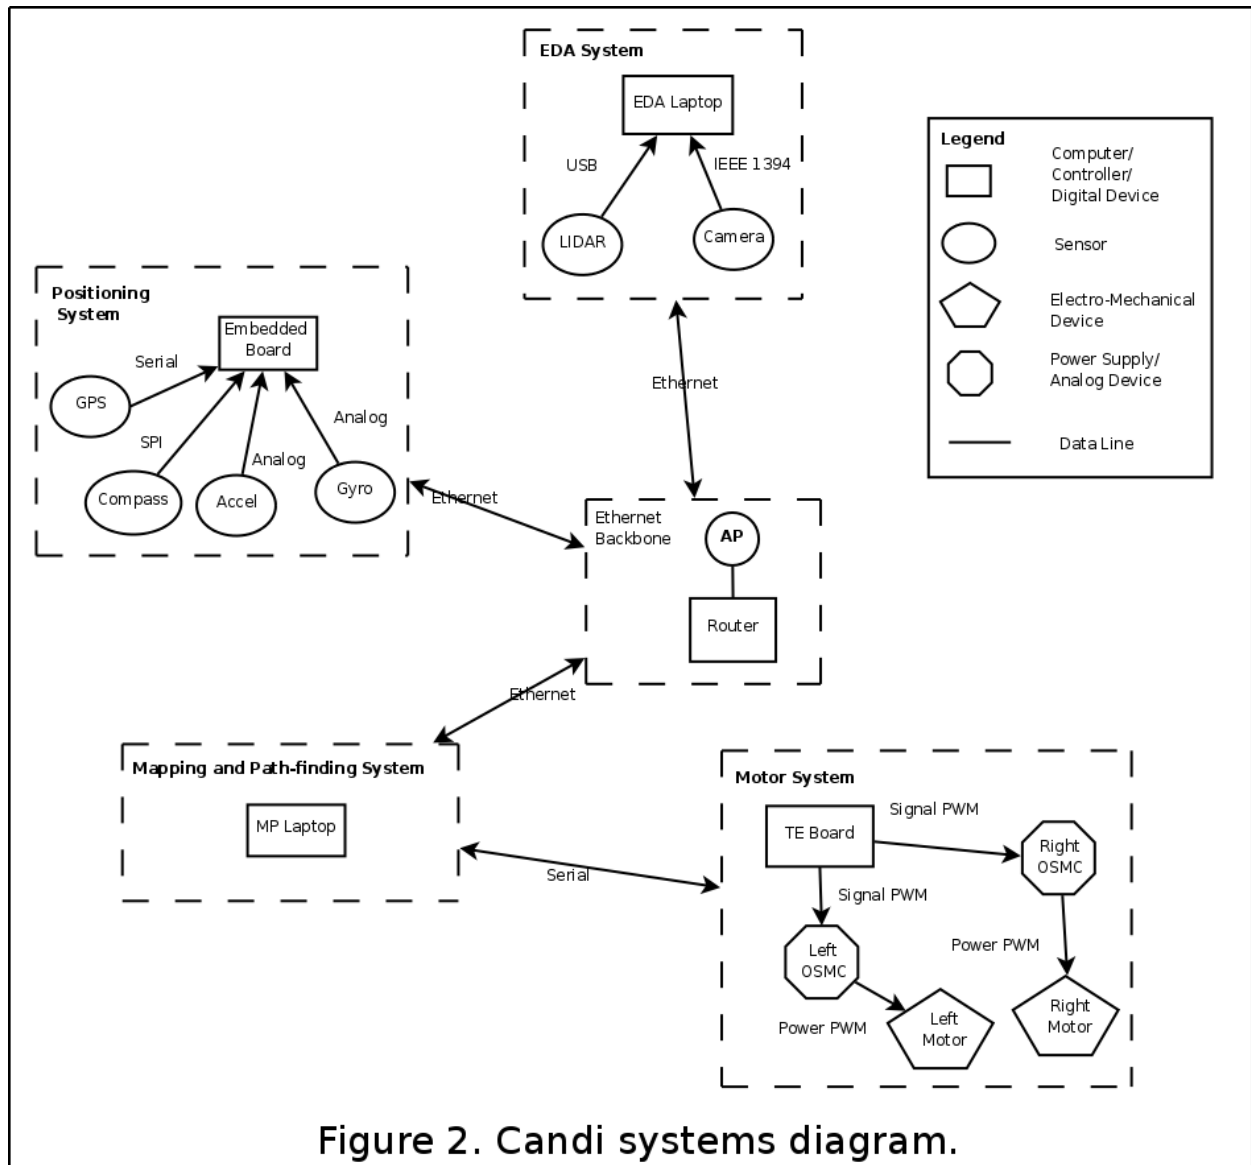 EDA System
EDA Laptop
USB
IEEE 1394
LIDAR
Camera
Legend
Computer/
Controller/
Digital Device
Sensor
Electro-Mechanical
Device
Power Supply/
Analog Device
Data Line
Positioning
System
Embedded
Board
Serial
GPS
SPI
Analog
Analog
Compass
Accel
Gyro
Ethernet
Ethernet
Ethernet
Backbone
AP
Router
Ethernet
Mapping and Path-finding System
MP Laptop
Serial
Motor System
TE Board
Signal PWM
Right
OSMC
Signal PWM
Left
OSMC
Power PWM
Power PWM
Left
Motor
Right
Motor
Figure 2. Candi systems diagram.